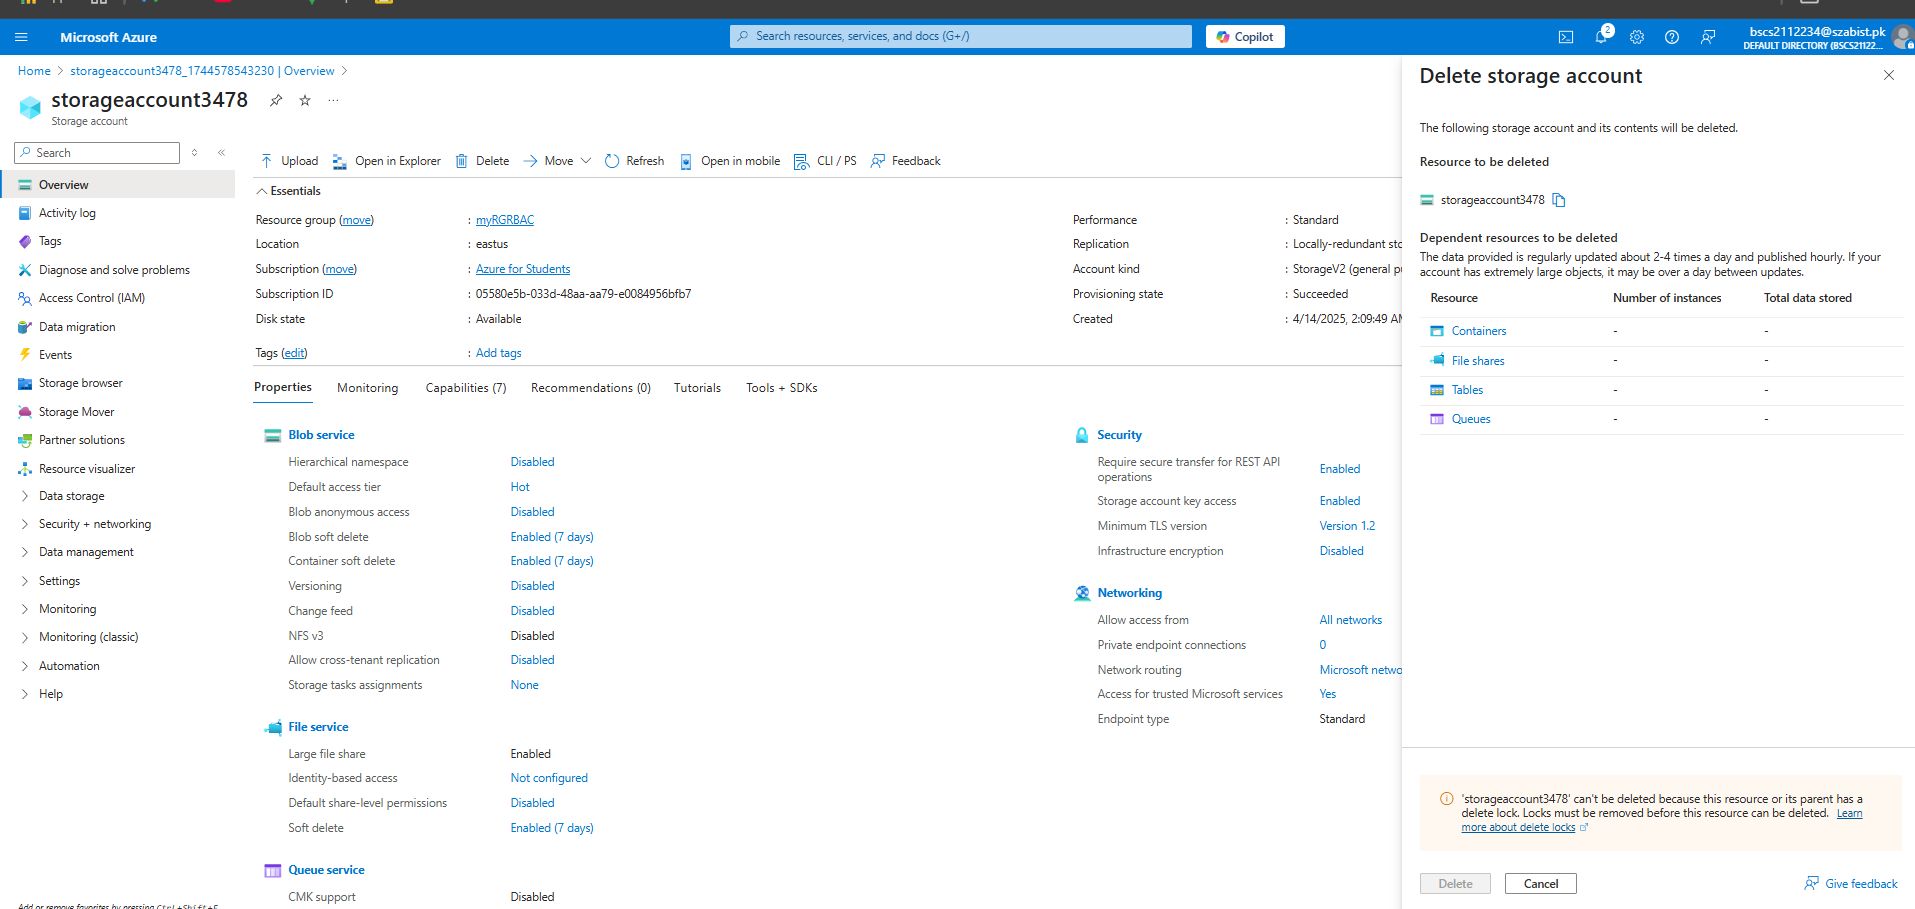 Microsoft Azure
Search resources, services, and docs (G+/)
Copilot
2
bscs2112234@szabist.pk
DEFAULT DIRECTORY (BSCS21122...
Home > storageaccount3478_1744578543230 | Overview >
storageaccount3478
Storage account
Search
Overview
Activity log
Tags
Diagnose and solve problems
Access Control (IAM)
Data migration
Events
Storage browser
Storage Mover
Partner solutions
Resource visualizer
Data storage
Security + networking
Data management
Settings
Monitoring
Monitoring (classic)
Automation
Help
Add or remove favorites by pressing Ctrl+Shift+F
Upload Open in Explorer Delete Move Refresh Open in mobile CLI / PS Feedback
Essentials
Resource group (move) : myRGRBAC
Location : eastus
Subscription (move) : Azure for Students
Subscription ID : 05580e5b-033d-48aa-aa79-e0084956bfb7
Disk state : Available
Tags (edit) : Add tags
Performance : Standard
Replication : Locally-redundant sto
Account kind : StorageV2 (general p
Provisioning state : Succeeded
Created : 4/14/2025, 2:09:49 AM
Properties Monitoring Capabilities (7) Recommendations (0) Tutorials Tools + SDKs
Blob service
Hierarchical namespace Disabled
Default access tier Hot
Blob anonymous access Disabled
Blob soft delete Enabled (7 days)
Container soft delete Enabled (7 days)
Versioning Disabled
Change feed Disabled
NFS v3 Disabled
Allow cross-tenant replication Disabled
Storage tasks assignments None
File service
Large file share Enabled
Identity-based access Not configured
Default share-level permissions Disabled
Soft delete Enabled (7 days)
Queue service
CMK support Disabled
Security
Require secure transfer for REST API
operations Enabled
Storage account key access Enabled
Minimum TLS version Version 1.2
Infrastructure encryption Disabled
Networking
Allow access from All networks
Private endpoint connections 0
Network routing Microsoft netwo
Access for trusted Microsoft services Yes
Endpoint type Standard
Delete storage account
The following storage account and its contents will be deleted.
Resource to be deleted
storageaccount3478
Dependent resources to be deleted
The data provided is regularly updated about 2-4 times a day and published hourly. If your
account has extremely large objects, it may be over a day between updates.
Resource Number of instances Total data stored
Containers - -
File shares - -
Tables - -
Queues - -
'storageaccount3478' can't be deleted because this resource or its parent has a
delete lock. Locks must be removed before this resource can be deleted. Learn
more about delete locks
Delete Cancel Give feedback